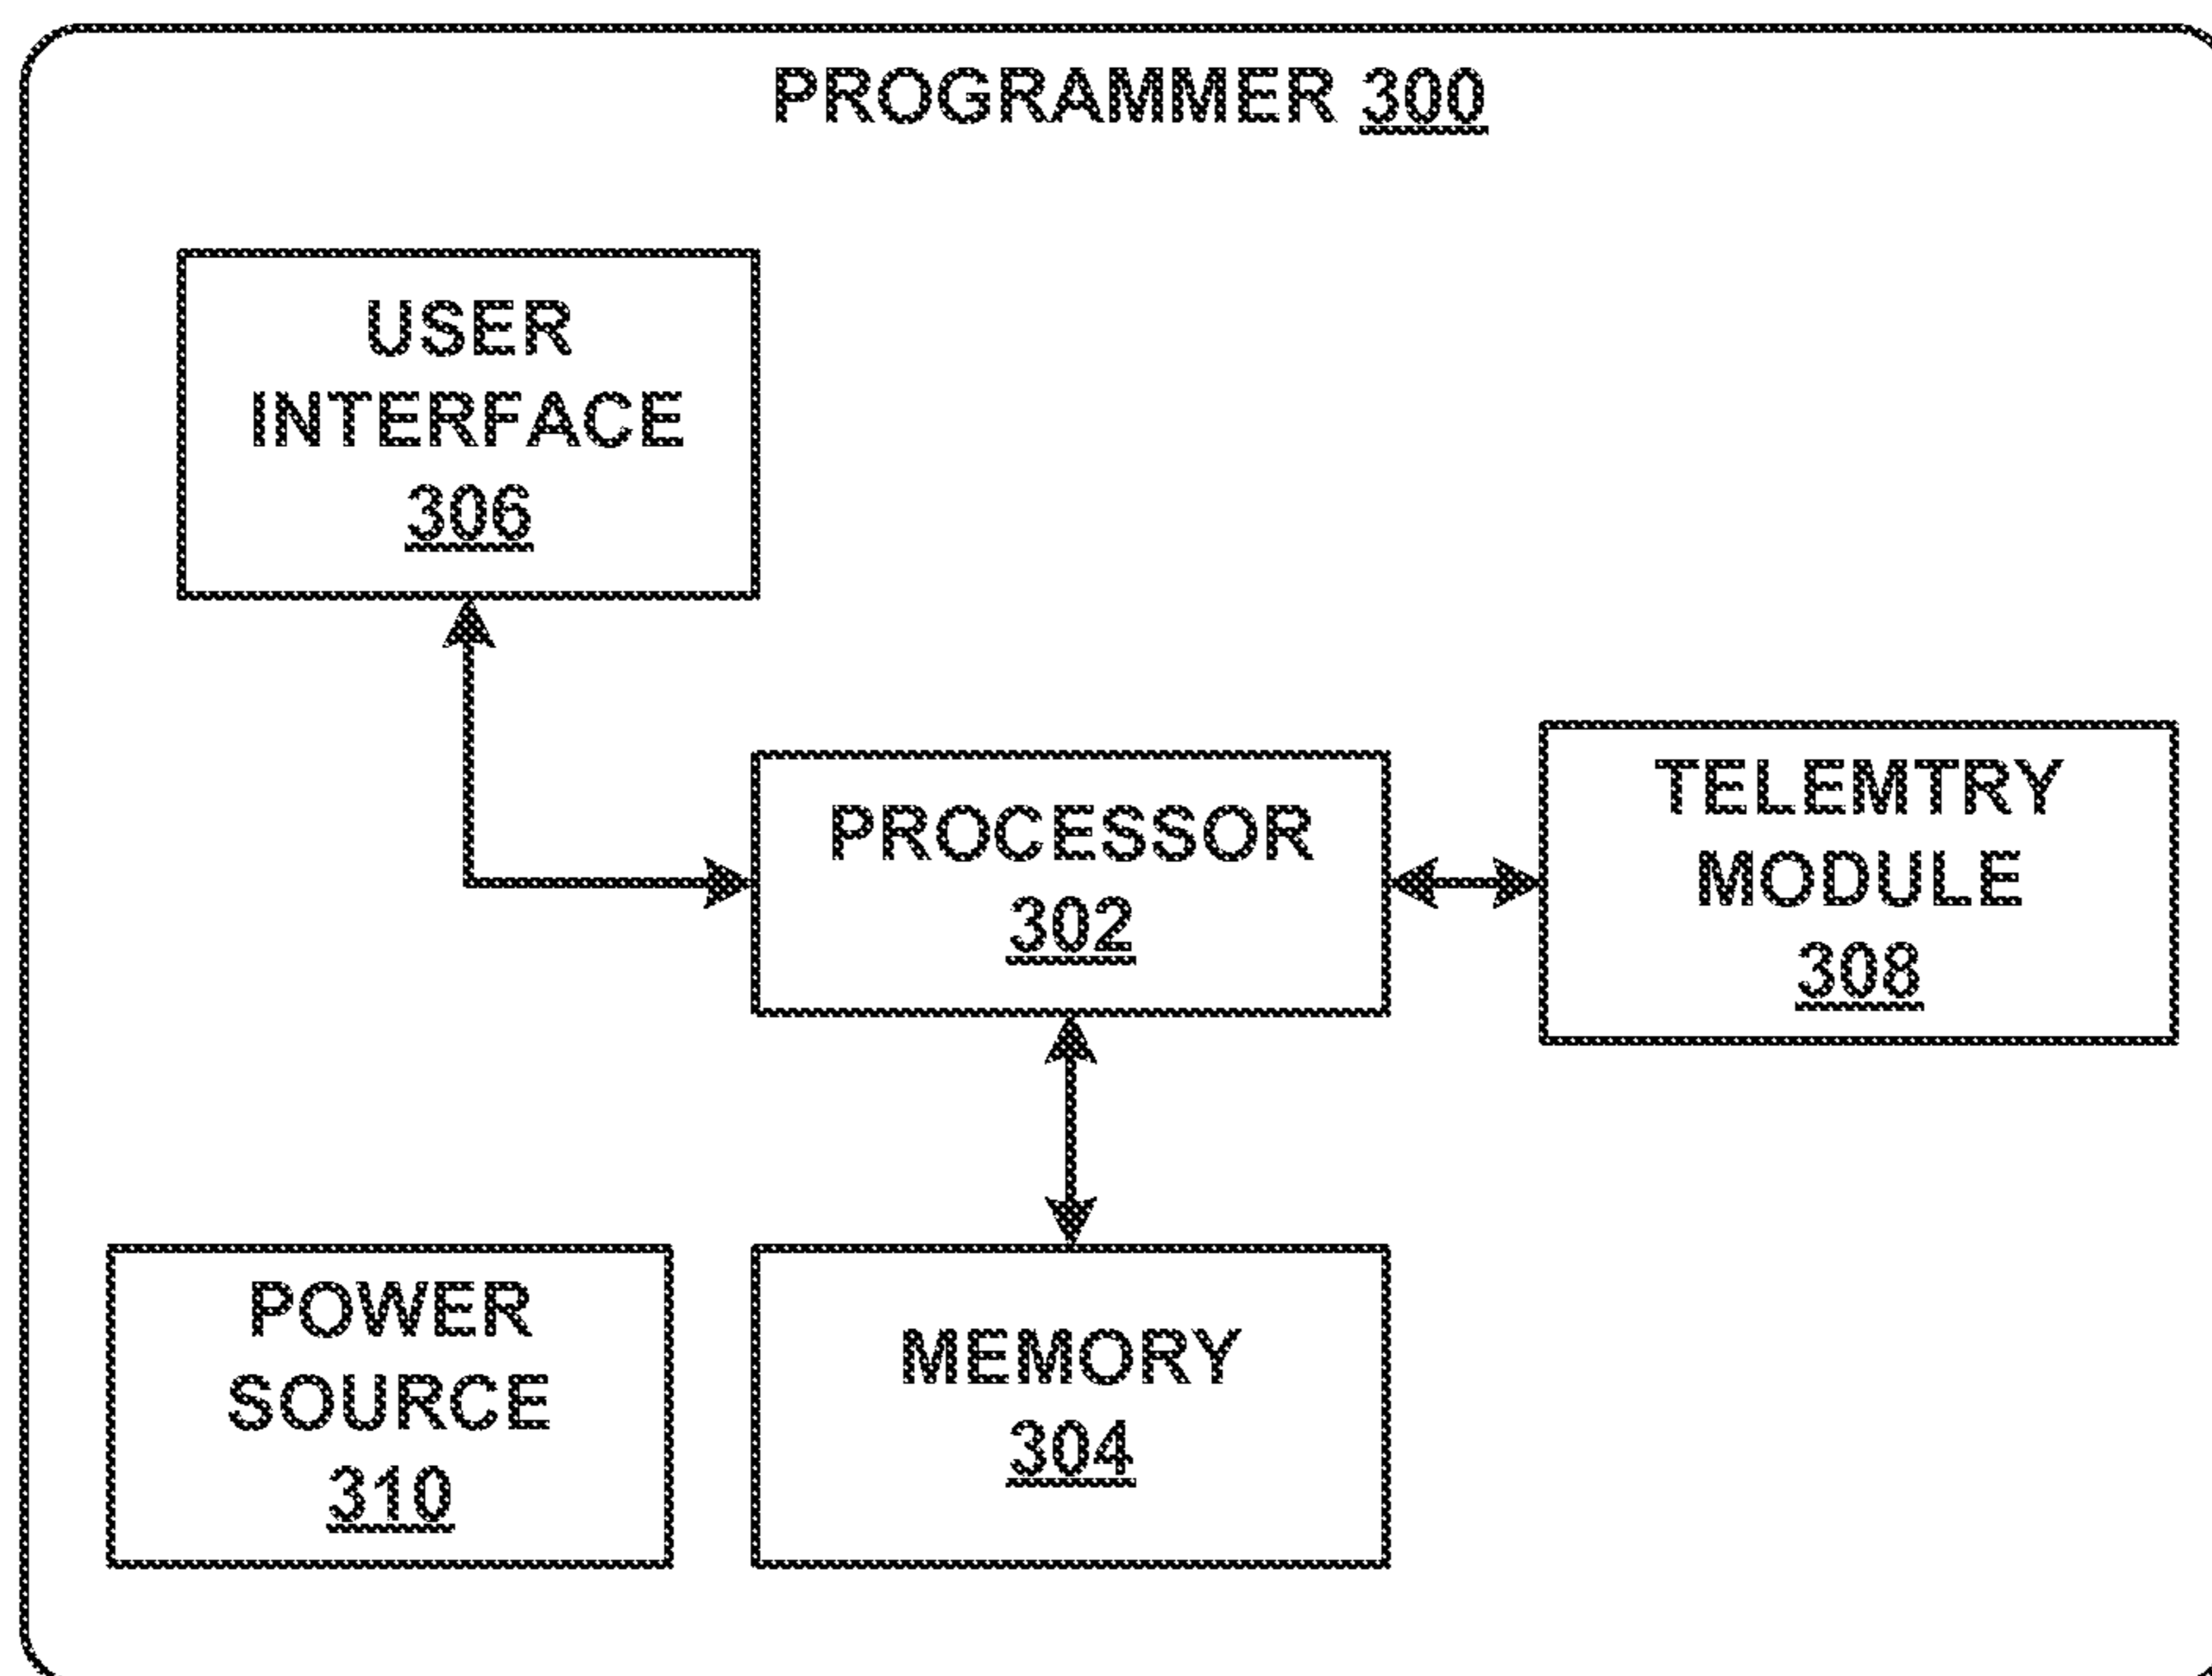 PROGRAMMER 300
USER
INTERFACE
306
PROCESSOR
302
TELEMTRY
MODULE
308
POWER
SOURCE
310
MEMORY
304